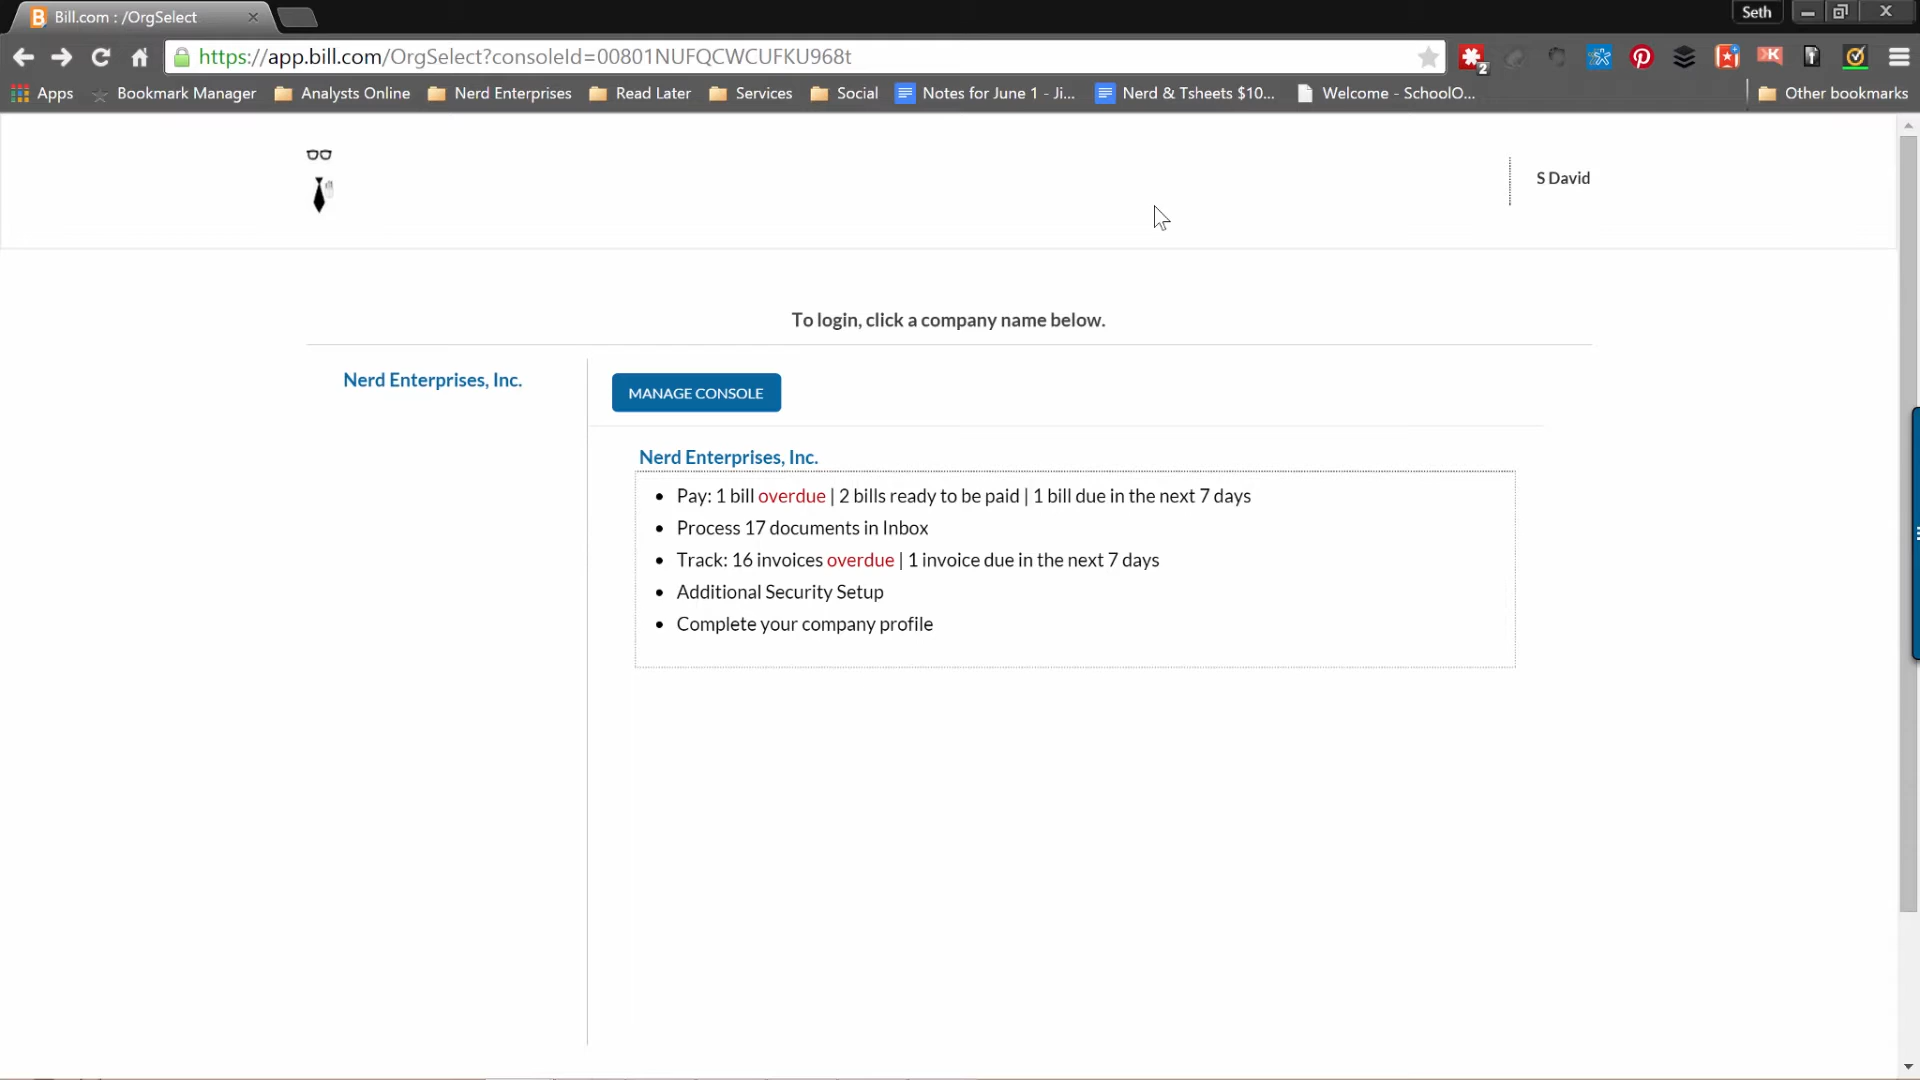 Bill.com : /OrgSelect
Seth
https://app.bill.com/OrgSelect?consoleId=00801NUFQCWCUFKU968t
2
Apps
Bookmark Manager
Analysts Online
Nerd Enterprises
Read Later
Services
Social
Notes for June 1 - Ji...
Nerd & Tsheets $10...
Welcome - SchoolO...
Other bookmarks
S David
To login, click a company name below.
Nerd Enterprises, Inc.
MANAGE CONSOLE
Nerd Enterprises, Inc.
• Pay: 1 bill overdue | 2 bills ready to be paid | 1 bill due in the next 7 days
• Process 17 documents in Inbox
• Track: 16 invoices overdue | 1 invoice due in the next 7 days
• Additional Security Setup
• Complete your company profile